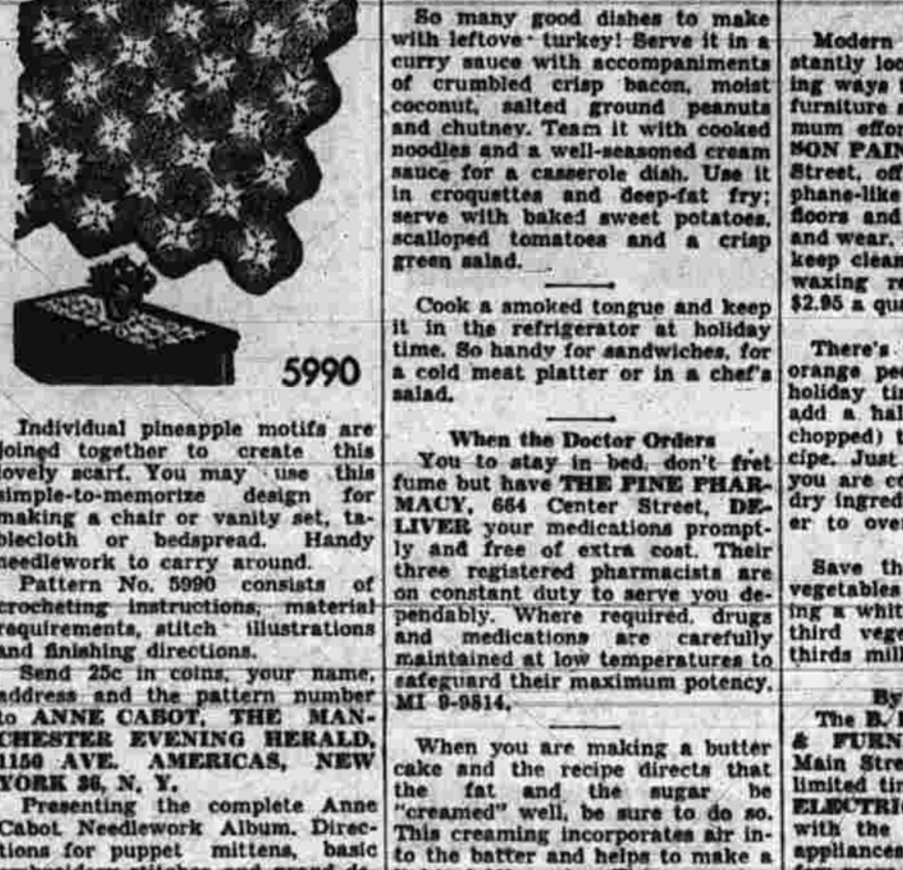 5990
Individual pineapple motifs are
joined together to create this
lovely scarf. You may use this
simple-to-memorize design for
making a chair or vanity set, ta-
blecloth or bedspread. Handy
needlework to carry around.
Pattern No. 5990 consists of
crocheting instructions, material
requirements, stitch illustrations
and finishing directions.
Send 25c in coins, your name,
address and the pattern number
to ANNE CABOT, THE MAN-
CHESTER EVENING HERALD,
1150 AVE. AMERICAS, NEW
YORK 36, N. Y.
Presenting the complete Anne
Cabot Needlework Album. Direc-
tions for puppet mittens, basic
So many good dishes to make
with leftove turkey! Serve it in a
curry sauce with accompaniments
of crumbled crisp bacon, moist
coconut, salted ground peanuts
and chutney. Team it with cooked
noodles and a well-seasoned cream
sauce for a casserole dish. Use it
in croquettes and deep-fat fry;
serve with baked sweet potatoes,
scalloped tomatoes and a crisp
green salad.
Cook a smoked tongue and keep
it in the refrigerator at holiday
time. So handy for sandwiches, for
a cold meat platter or in a chef's
salad.
When the Doctor Orders
You to stay in bed, don't fret
fume but have THE PINE PHAR-
MACY, 664 Center Street, DE-
LIVER your medications prompt-
ly and free of extra cost. Their
three registered pharmacists are
on constant duty to serve you de-
pendably. Where required, drugs
and medications are carefully
maintained at low temperatures to
safeguard their maximum potency.
MI 9-9814.
When you are making a butter
cake and the recipe directs that
the fat and the sugar be
"creamed" well, be sure to do so.
This creaming incorporates air in-
to the batter and helps to make a
Modern
stantly loo
ing ways t
furniture a
mum effor
SON PAIN
Street, off
phane-like
floors and
and wear.
keep clean
waxing re
$2.95 a qua
There's
orange pee
holiday tim
add a hal
chopped) t
cipe. Just
you are co
dry ingred
er to over
Save th
vegetables
ing a whit
third vege
thirds mil
By
The B.
& FURN
Main Stre
limited tim
ELECTRI
with the
appliances